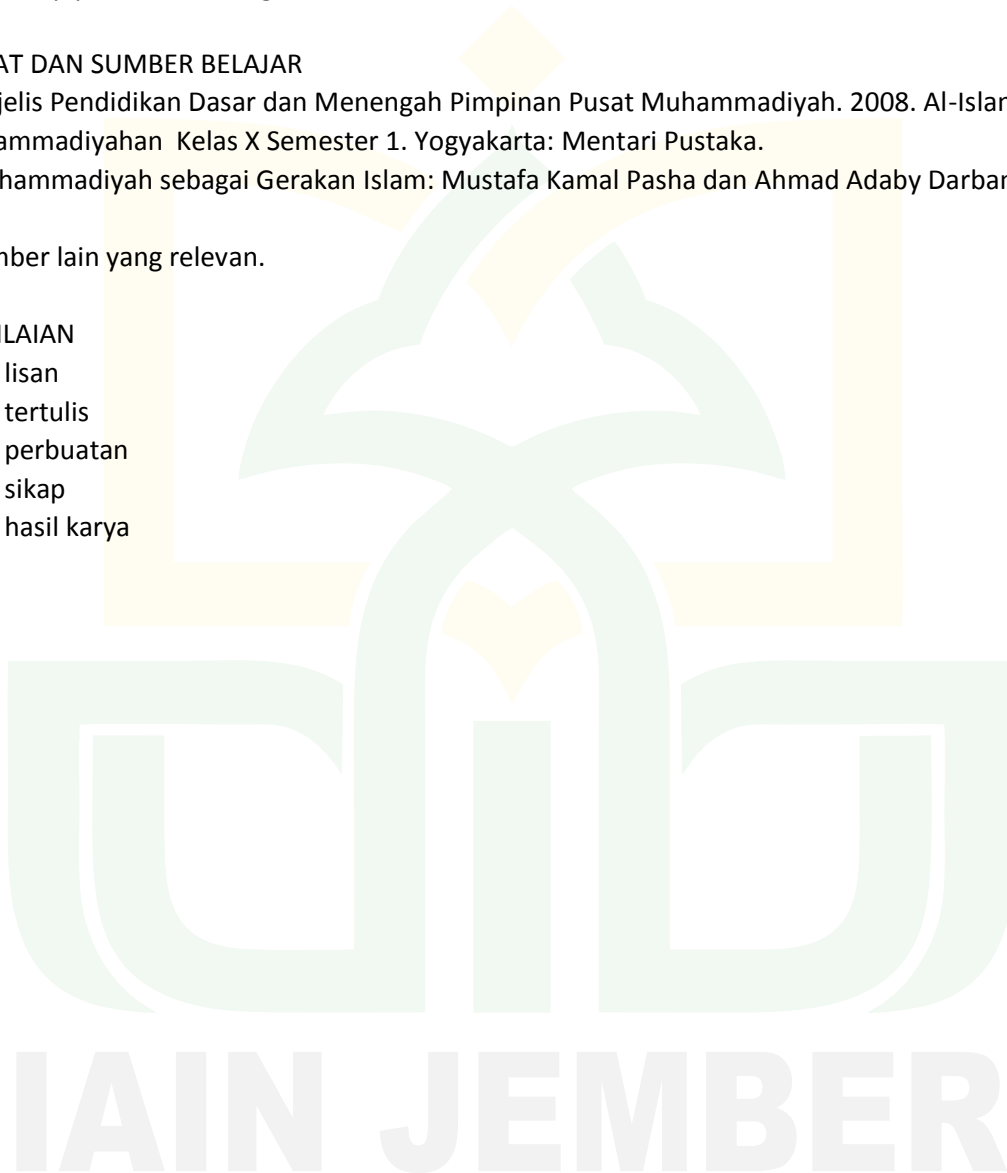 AT DAN SUMBER BELAJAR
jelis Pendidikan Dasar dan Menengah Pimpinan Pusat Muhammadiyah. 2008. Al-Islan
ammadiyahan Kelas X Semester 1. Yogyakarta: Mentari Pustaka.
hammadiyah sebagai Gerakan Islam: Mustafa Kamal Pasha dan Ahmad Adaby Darban
mber lain yang relevan.
ILAIAN
lisan
tertulis
perbuatan
sikap
hasil karya
IAIN JEMBER